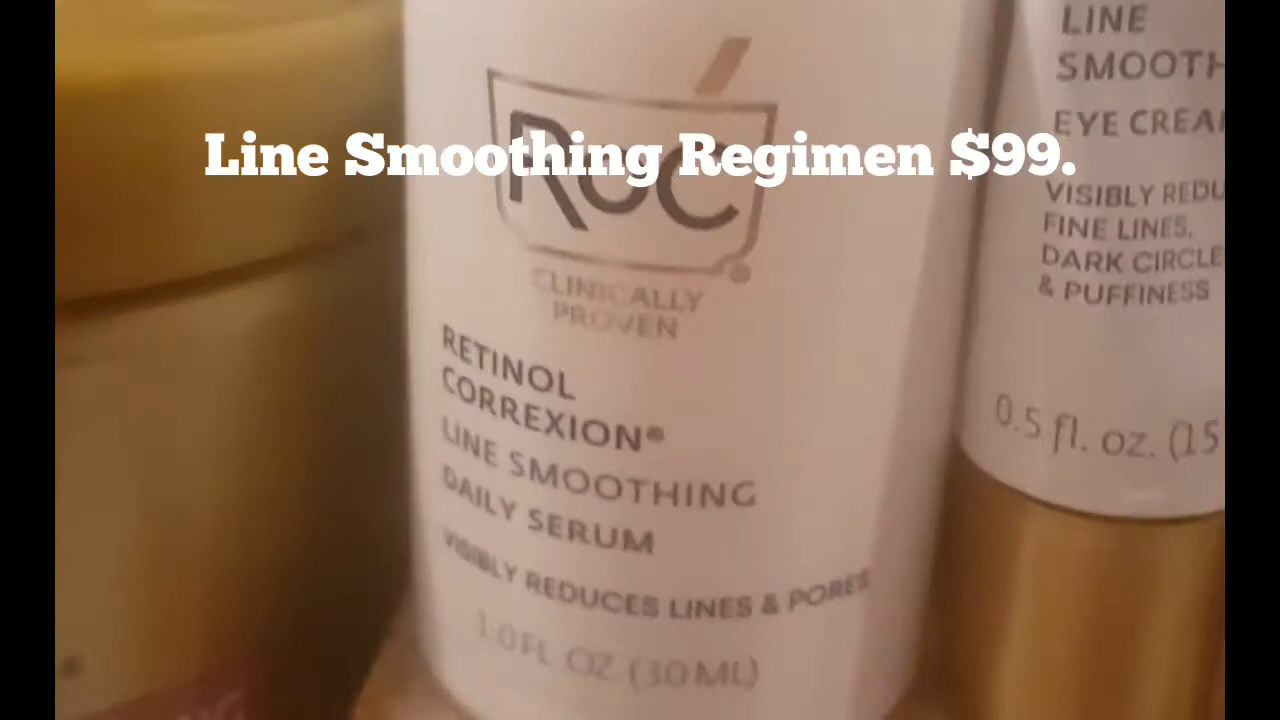 Line Smoothing Regimen $99.
RoC
CLINICALLY
PROVEN
RETINOL
CORREXION®
LINE SMOOTHING
DAILY SERUM
VISIBLY REDUCES LINES & PORES
1.0 FL OZ (30 ML)
LINE
SMOOTH
EYE CREA
VISIBLY REDU
FINE LINES,
DARK CIRCLE
& PUFFINESS
0.5 fl. oz. (15